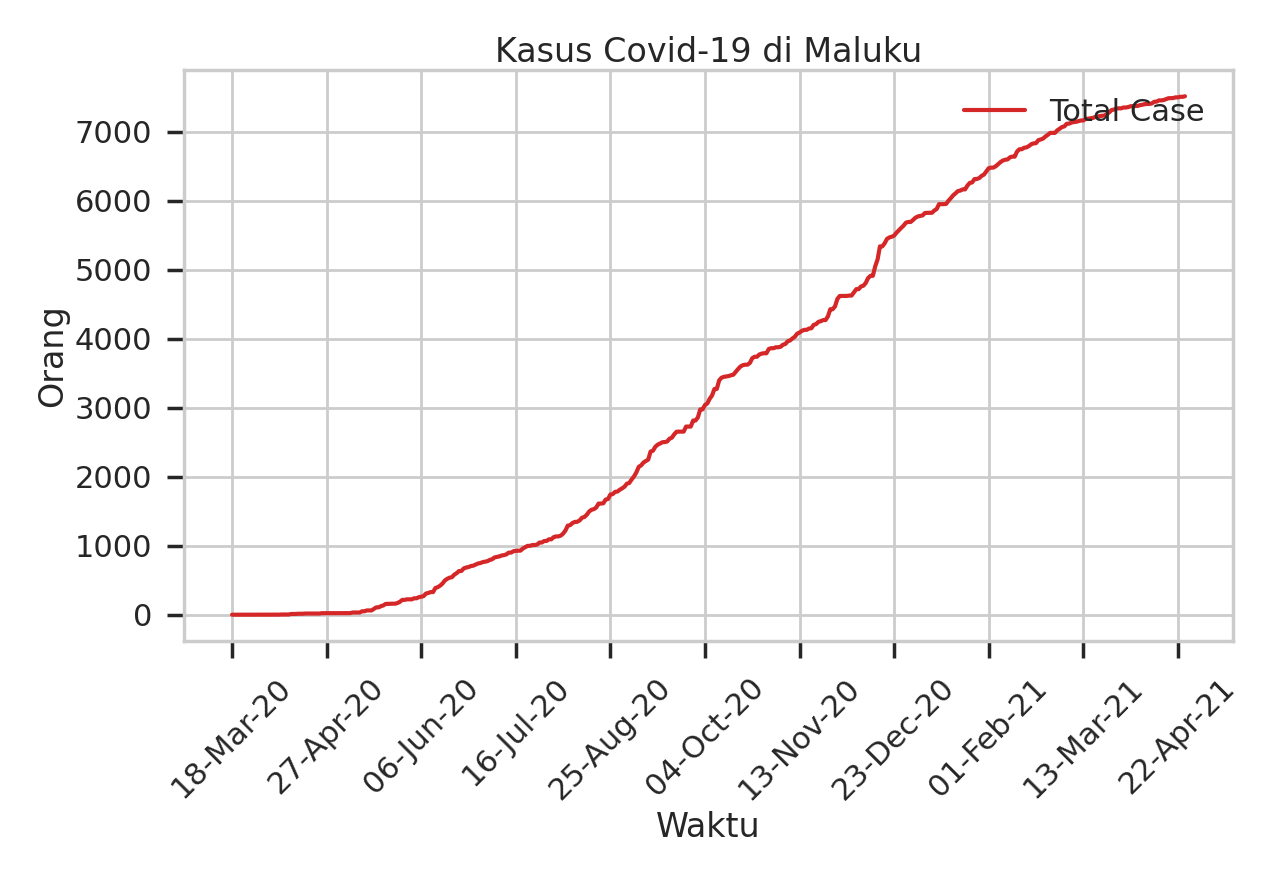 Kasus Covid-19 di Maluku
Total Case
7000
6000
5000
4000
3000
2000
1000
0
Orang
18-Mar-20
27-Apr-20
06-Jun-20
16-Jul-20
25-Aug-20
04-Oct-20
13-Nov-20
23-Dec-20
01-Feb-21
13-Mar-21
22-Apr-21
Waktu